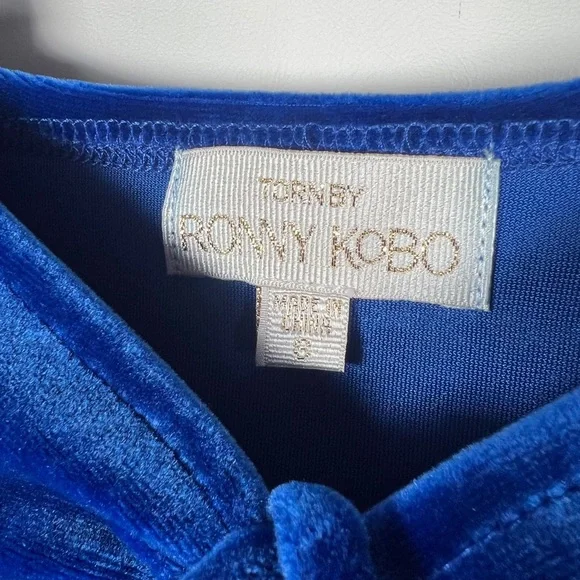 TORN BY
RONNY KOBO
MADE IN
CHINA
S